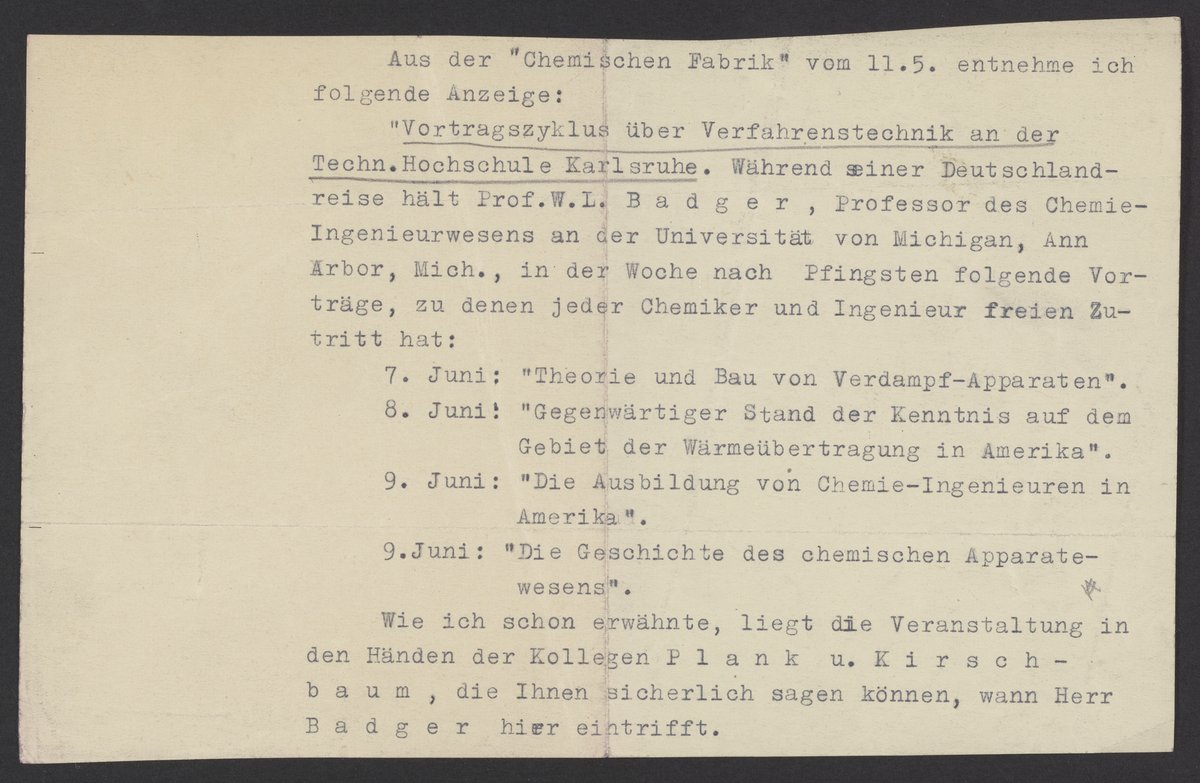 Aus der "Chemischen Fabrik" vom 11.5. entnehme ich
folgende Anzeige:
"Vortragszyklus über Verfahrenstechnik an der
Techn.Hochschule Karlsruhe. Während seiner Deutschland-
reise hält Prof.W.L. B a d g e r , Professor des Chemie-
Ingenieurwesens an der Universität von Michigan, Ann
Arbor, Mich., in der Woche nach Pfingsten folgende Vor-
träge, zu denen jeder Chemiker und Ingenieur freien Zu-
tritt hat:
7. Juni: "Theorie und Bau von Verdampf-Apparaten".
8. Juni: "Gegenwärtiger Stand der Kenntnis auf dem
Gebiet der Wärmeübertragung in Amerika".
9. Juni: "Die Ausbildung von Chemie-Ingenieuren in
Amerika".
9.Juni: "Die Geschichte des chemischen Apparate-
wesens".
Wie ich schon erwähnte, liegt die Veranstaltung in
den Händen der Kollegen P l a n k u. K i r s c h -
b a u m , die Ihnen sicherlich sagen können, wann Herr
B a d g e r hier eintrifft.